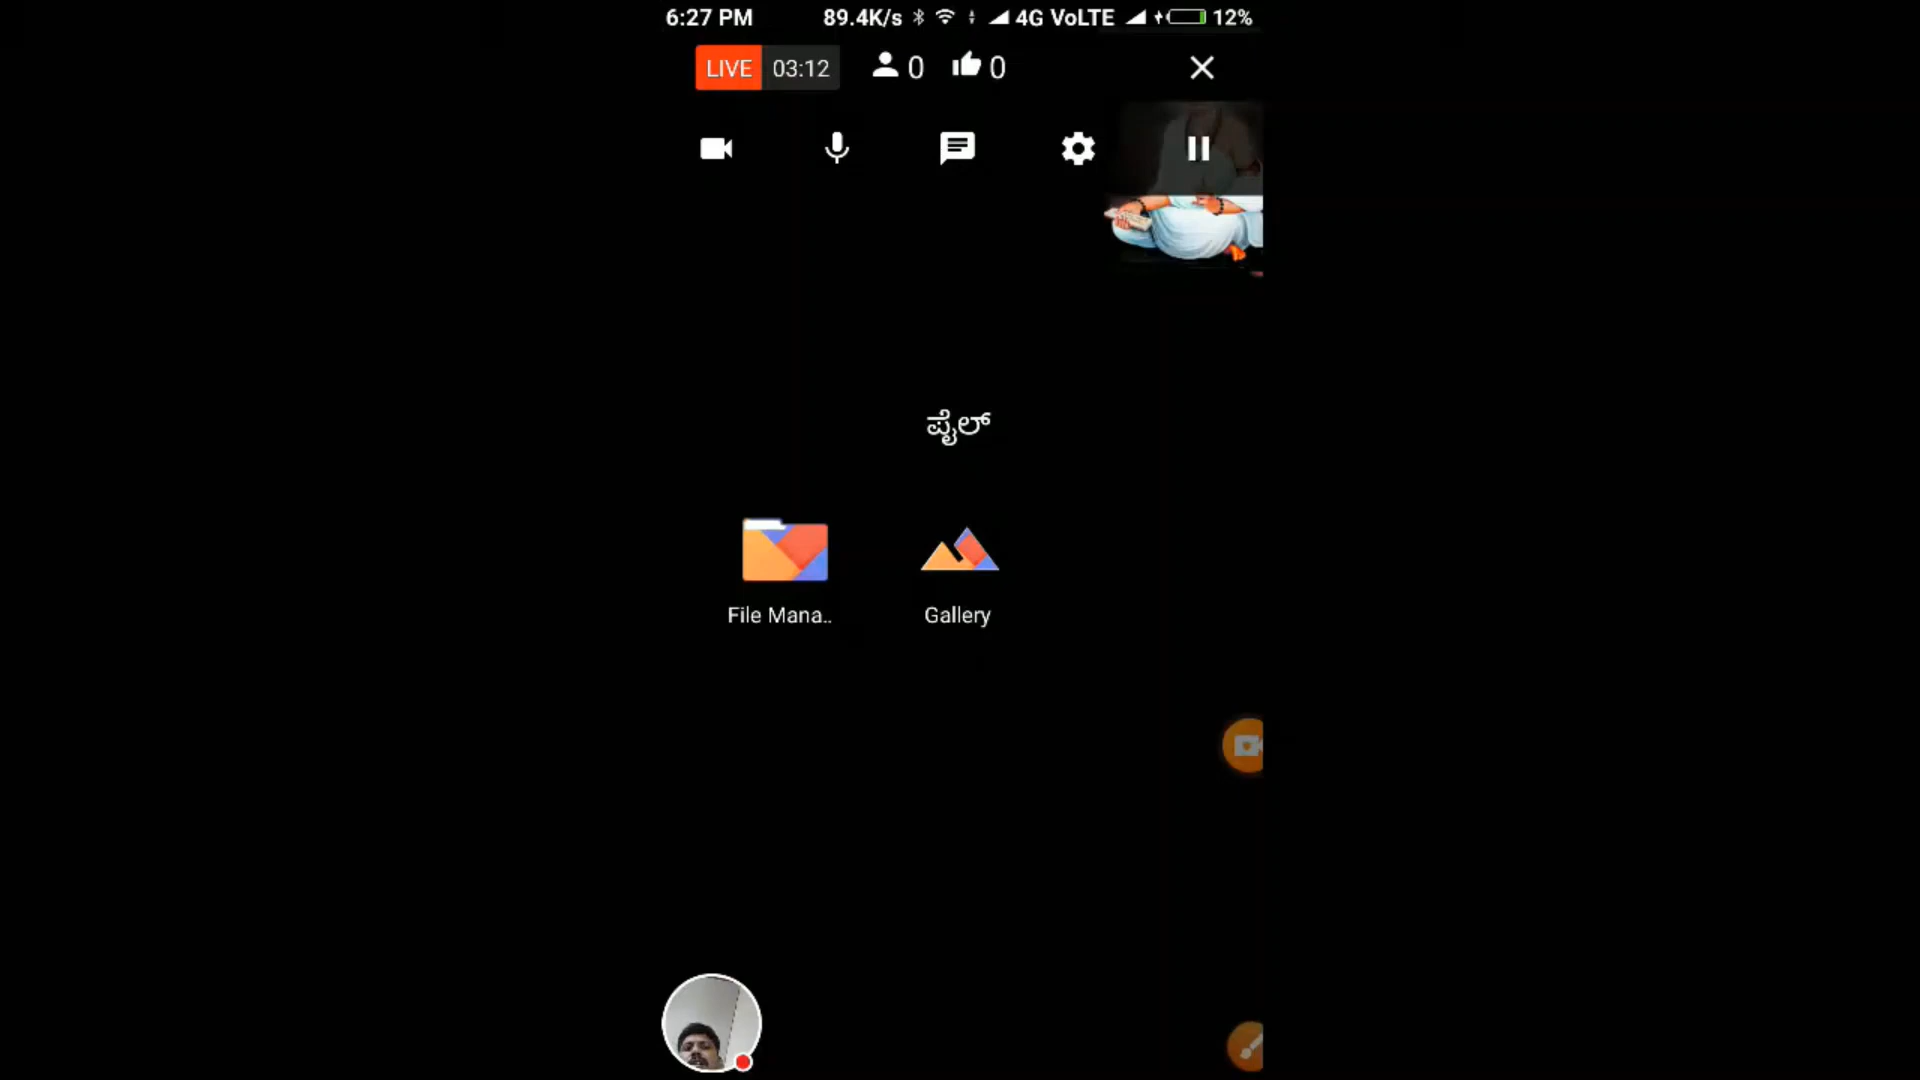 6:27 PM 89.4K/s 4G VoLTE 12%
LIVE 03:12 0 0
ಪೈಲ್
File Mana.. Gallery